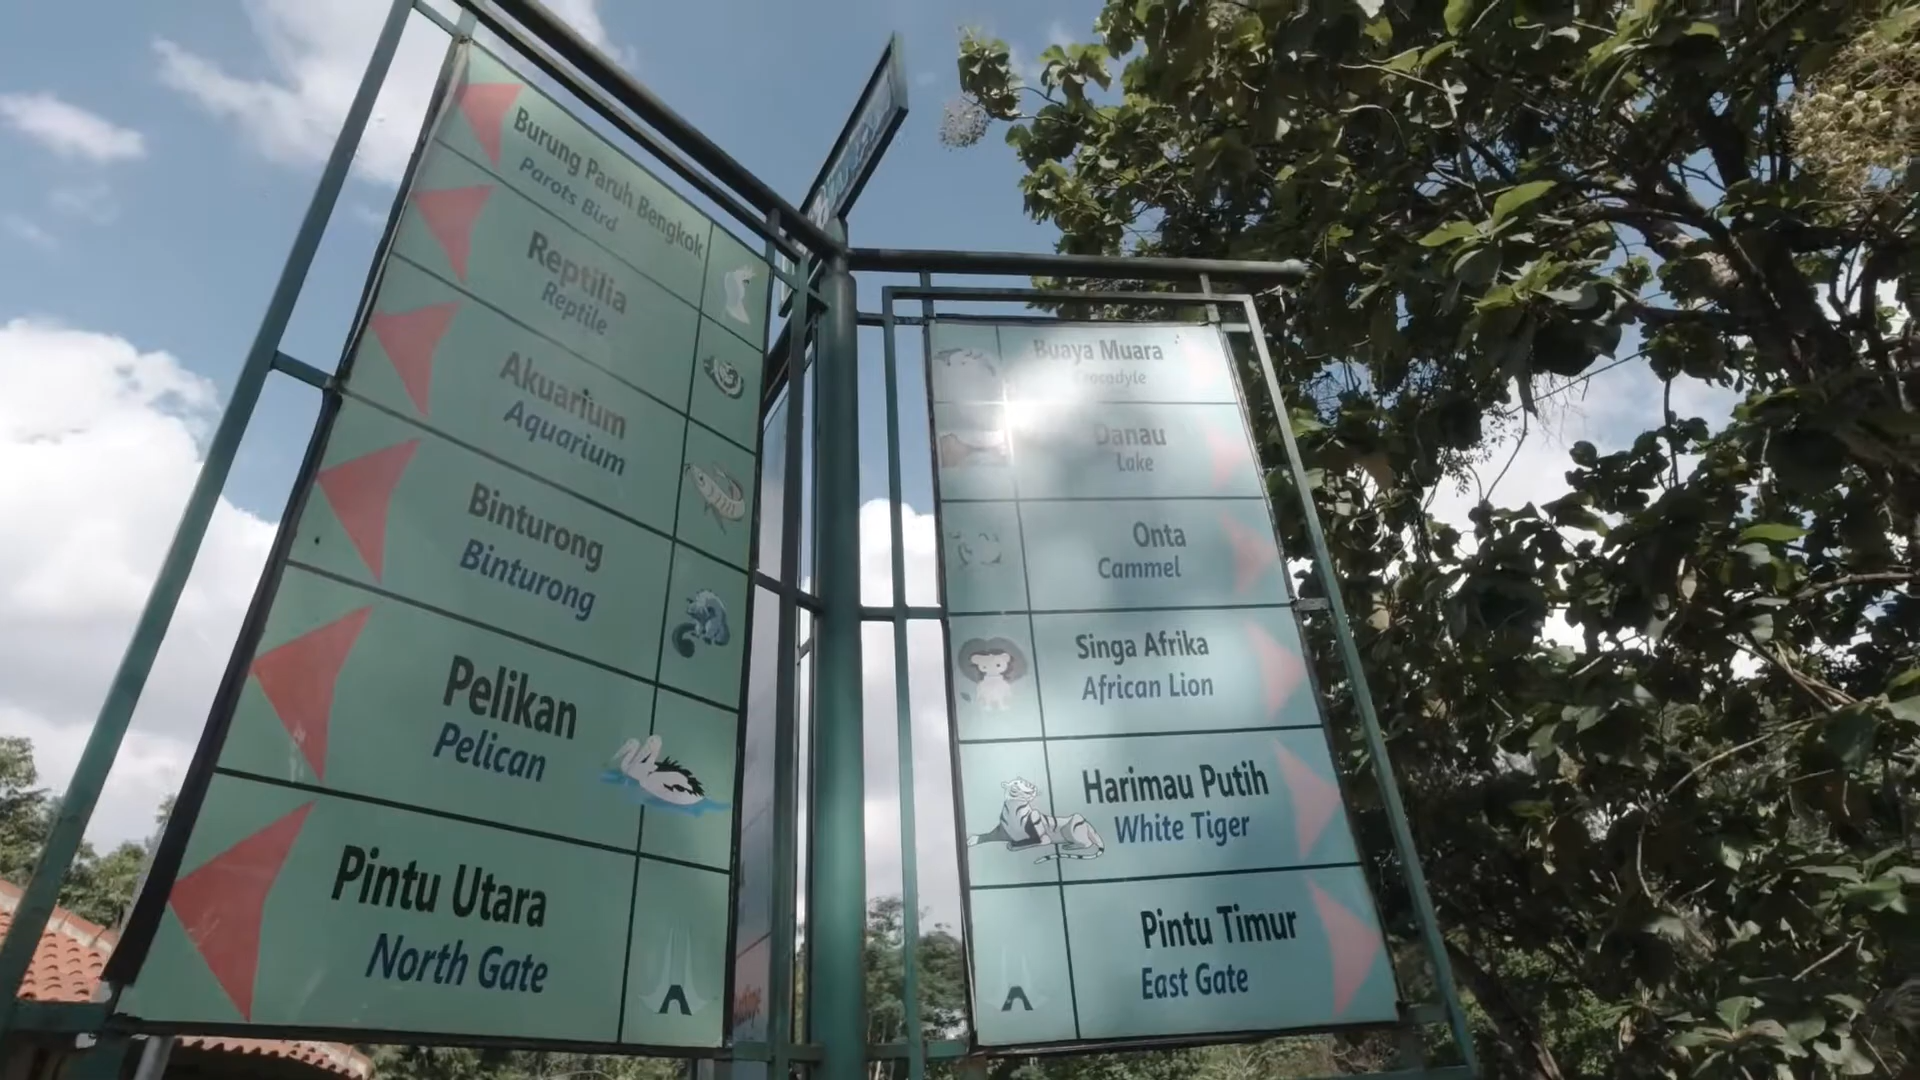 Burung Paruh Bengkok
Parots Bird
Reptilia
Reptile
Akuarium
Aquarium
Binturong
Binturong
Pelikan
Pelican
Pintu Utara
North Gate
Buaya Muara
Crocodyle
Danau
Lake
Onta
Cammel
Singa Afrika
African Lion
Harimau Putih
White Tiger
Pintu Timur
East Gate